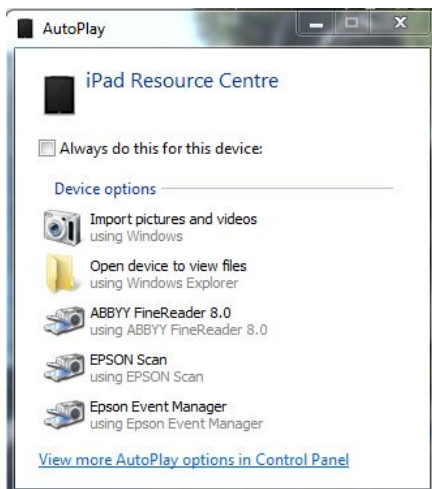 AutoPlay
iPad Resource Centre
Always do this for this device:
Device options
Import pictures and videos
using Windows
Open device to view files
using Windows Explorer
ABBYY FineReader 8.0
using ABBYY FineReader 8.0
EPSON Scan
using EPSON Scan
Epson Event Manager
using Epson Event Manager
View more AutoPlay options in Control Panel